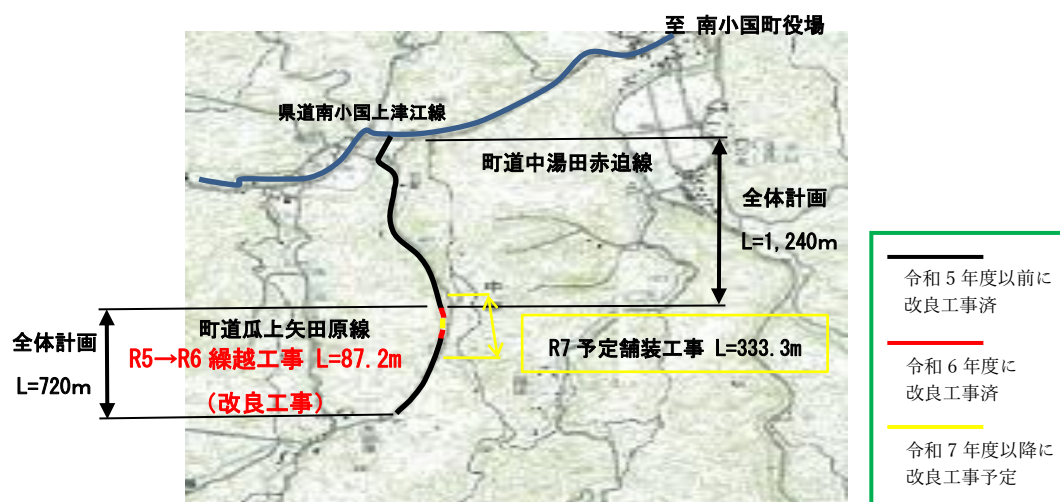 至 南小国町役場
県道南小国上津江線
町道中湯田赤迫線
全体計画
L=1,240m
町道瓜上矢田原線
全体計画
L=720m
R5→R6 繰越工事 L=87.2m
（改良工事）
R7 予定舗装工事 L=333.3m
中
令和 5 年度以前に
改良工事済
令和 6 年度に
改良工事済
令和 7 年度以降に
改良工事予定